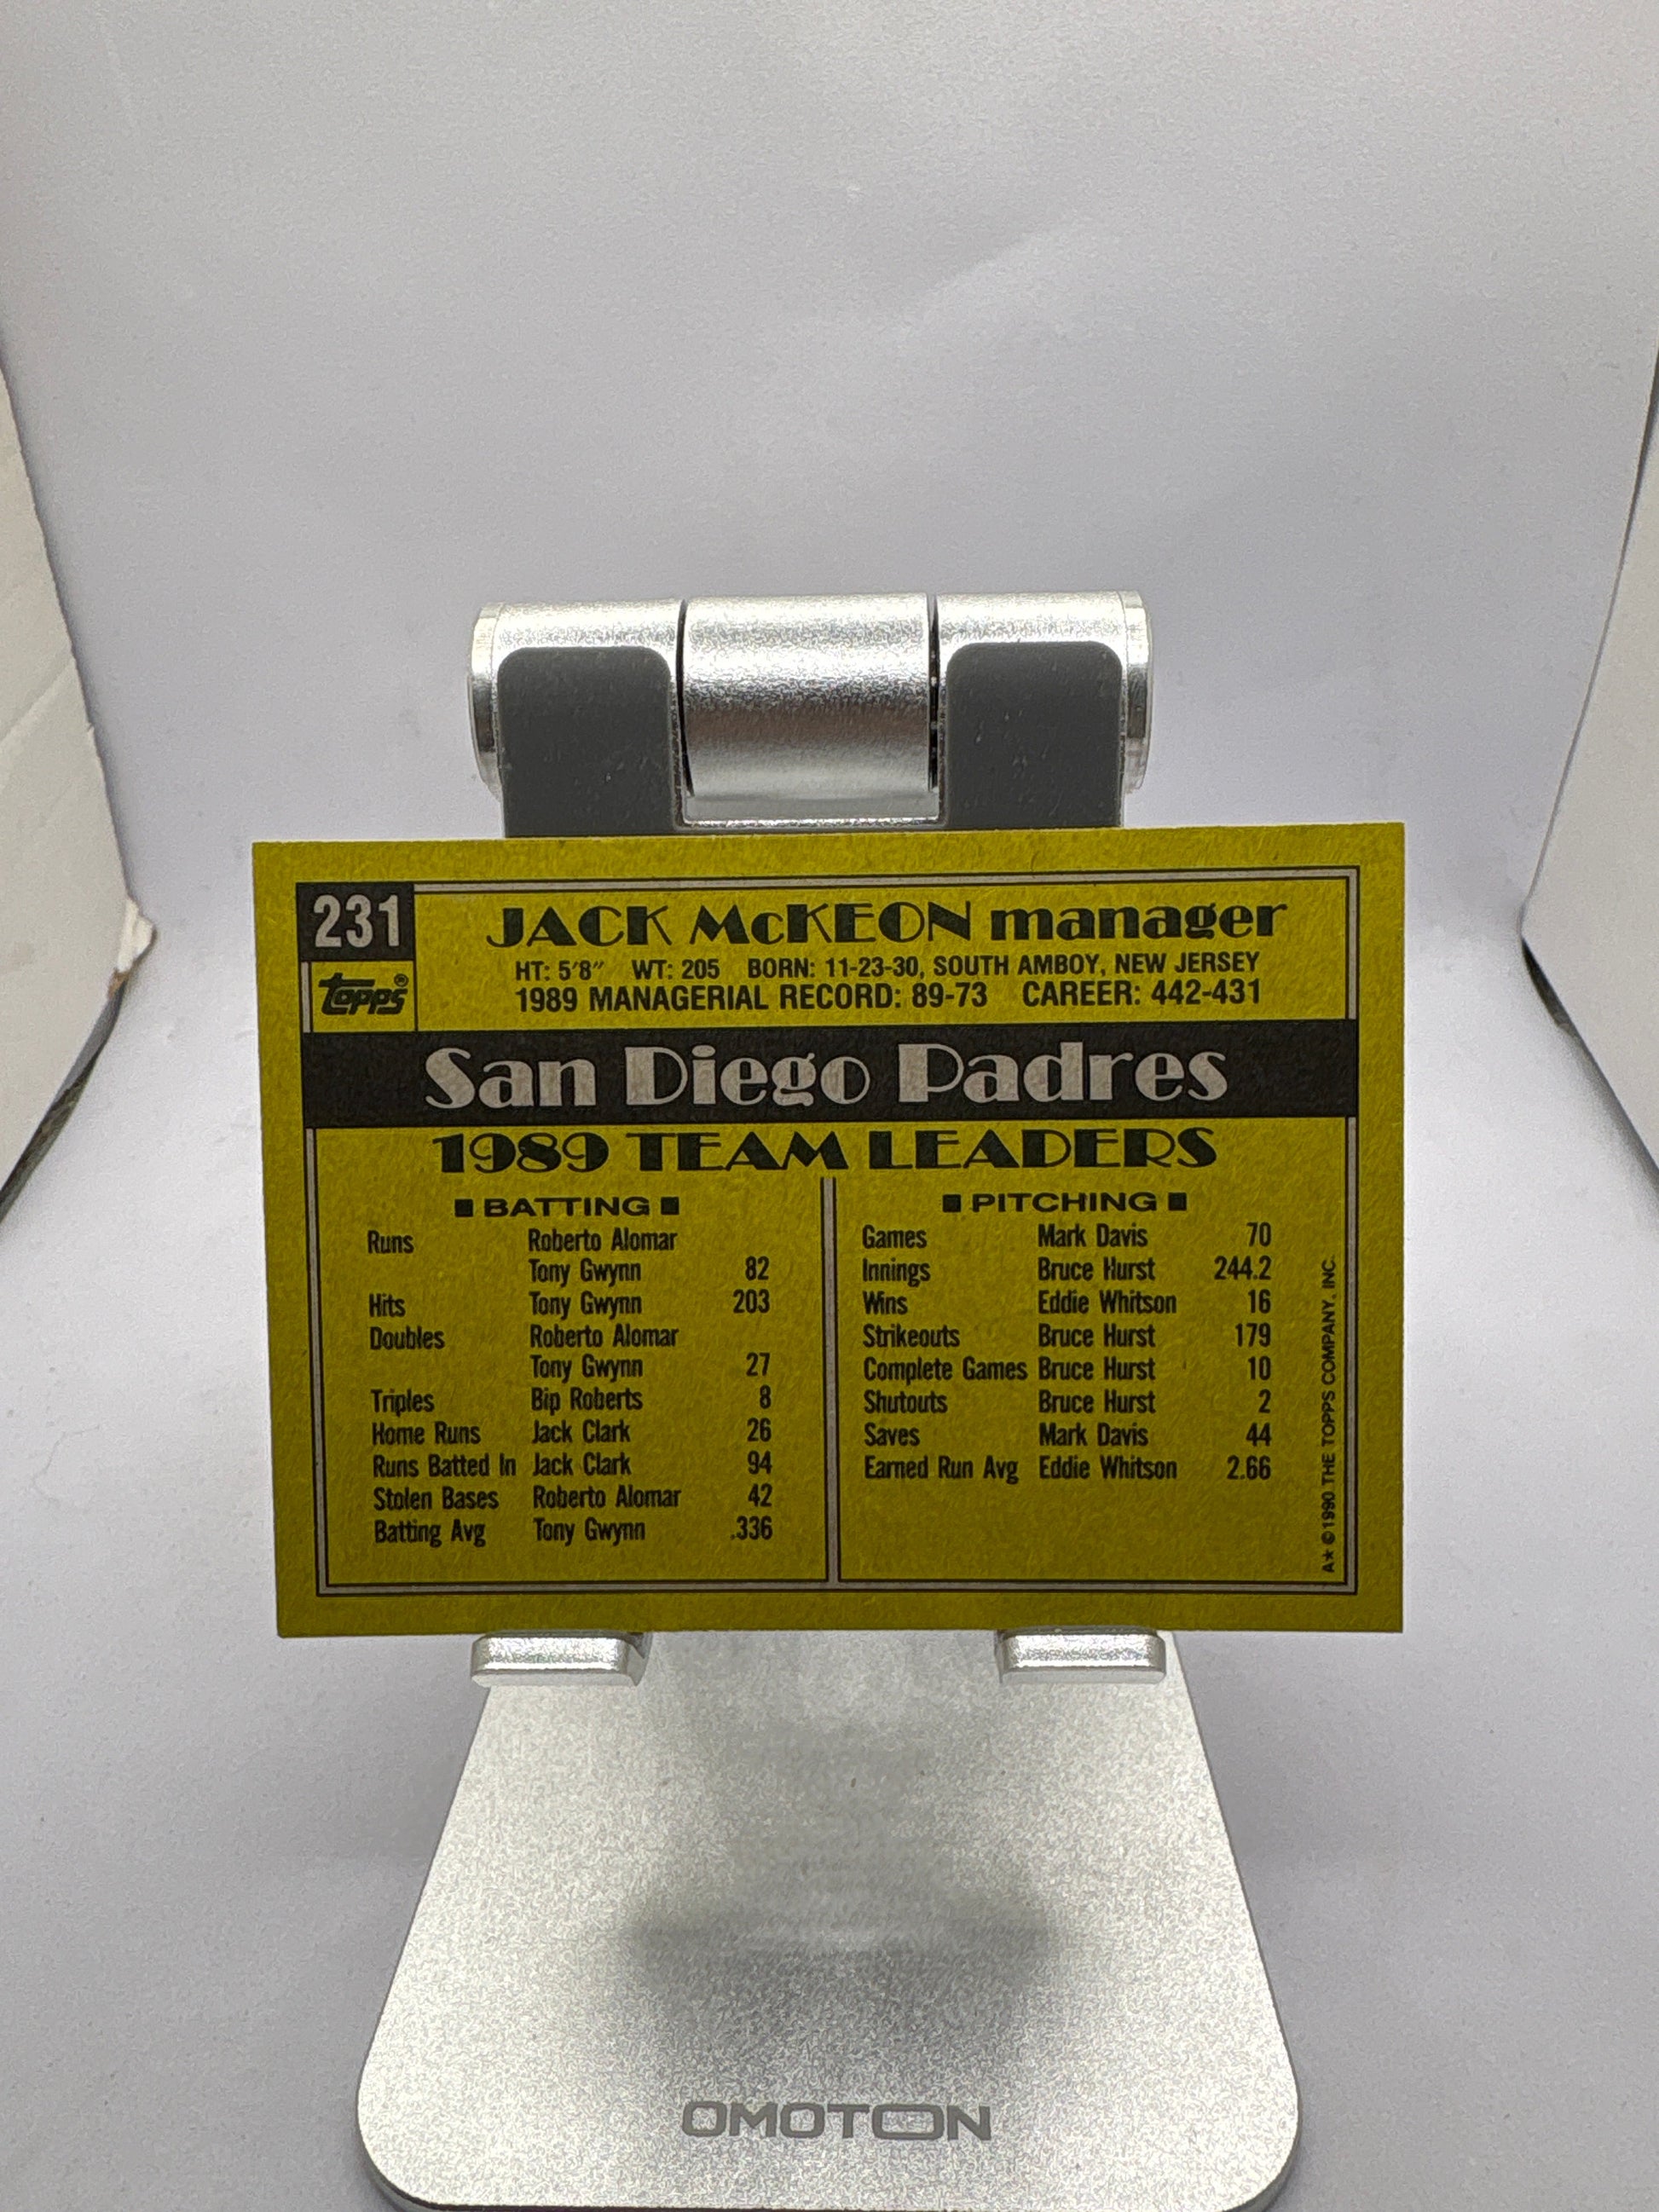 231
topps®
JACK McKEON manager
HT: 5'8" WT: 205 BORN: 11-23-30, SOUTH AMBOY, NEW JERSEY
1989 MANAGERIAL RECORD: 89-73 CAREER: 442-431
San Diego Padres
1989 TEAM LEADERS
■ BATTING ■
Runs Roberto Alomar
Tony Gwynn 82
Hits Tony Gwynn 203
Doubles Roberto Alomar
Tony Gwynn 27
Triples Bip Roberts 8
Home Runs Jack Clark 26
Runs Batted In Jack Clark 94
Stolen Bases Roberto Alomar 42
Batting Avg Tony Gwynn .336
■ PITCHING ■
Games Mark Davis 70
Innings Bruce Hurst 244.2
Wins Eddie Whitson 16
Strikeouts Bruce Hurst 179
Complete Games Bruce Hurst 10
Shutouts Bruce Hurst 2
Saves Mark Davis 44
Earned Run Avg Eddie Whitson 2.66
A★ © 1990 THE TOPPS COMPANY, INC.
OMOTON